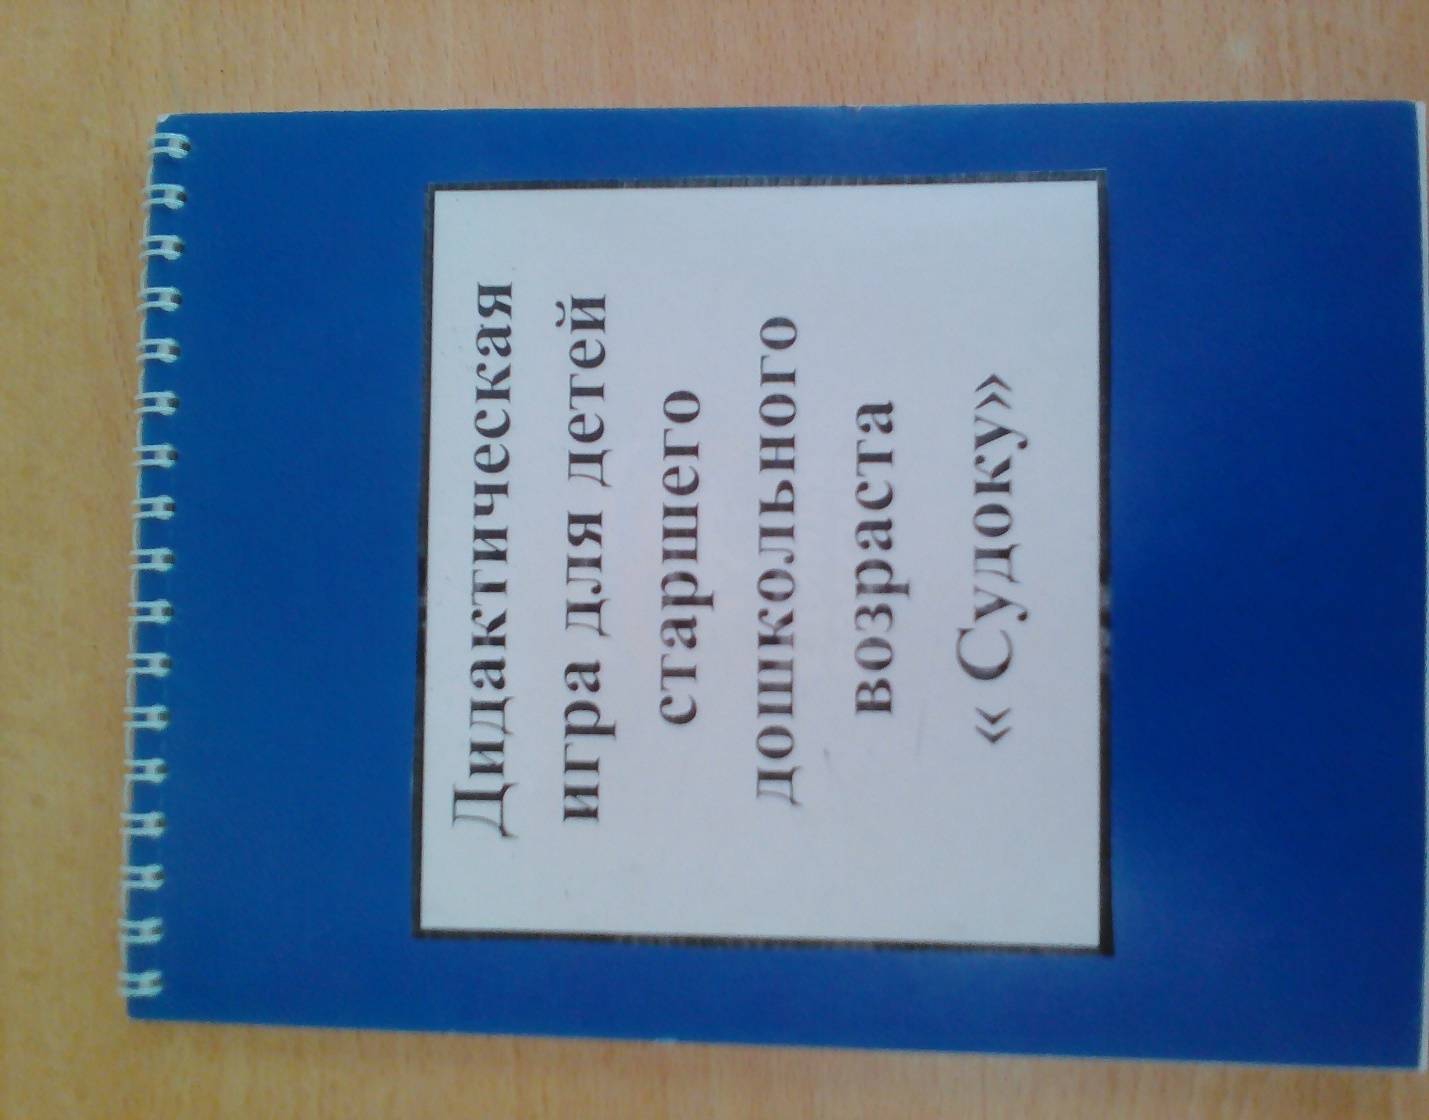 Дидактическая
игра для детей
старшего
дошкольного
возраста
« Судоку»